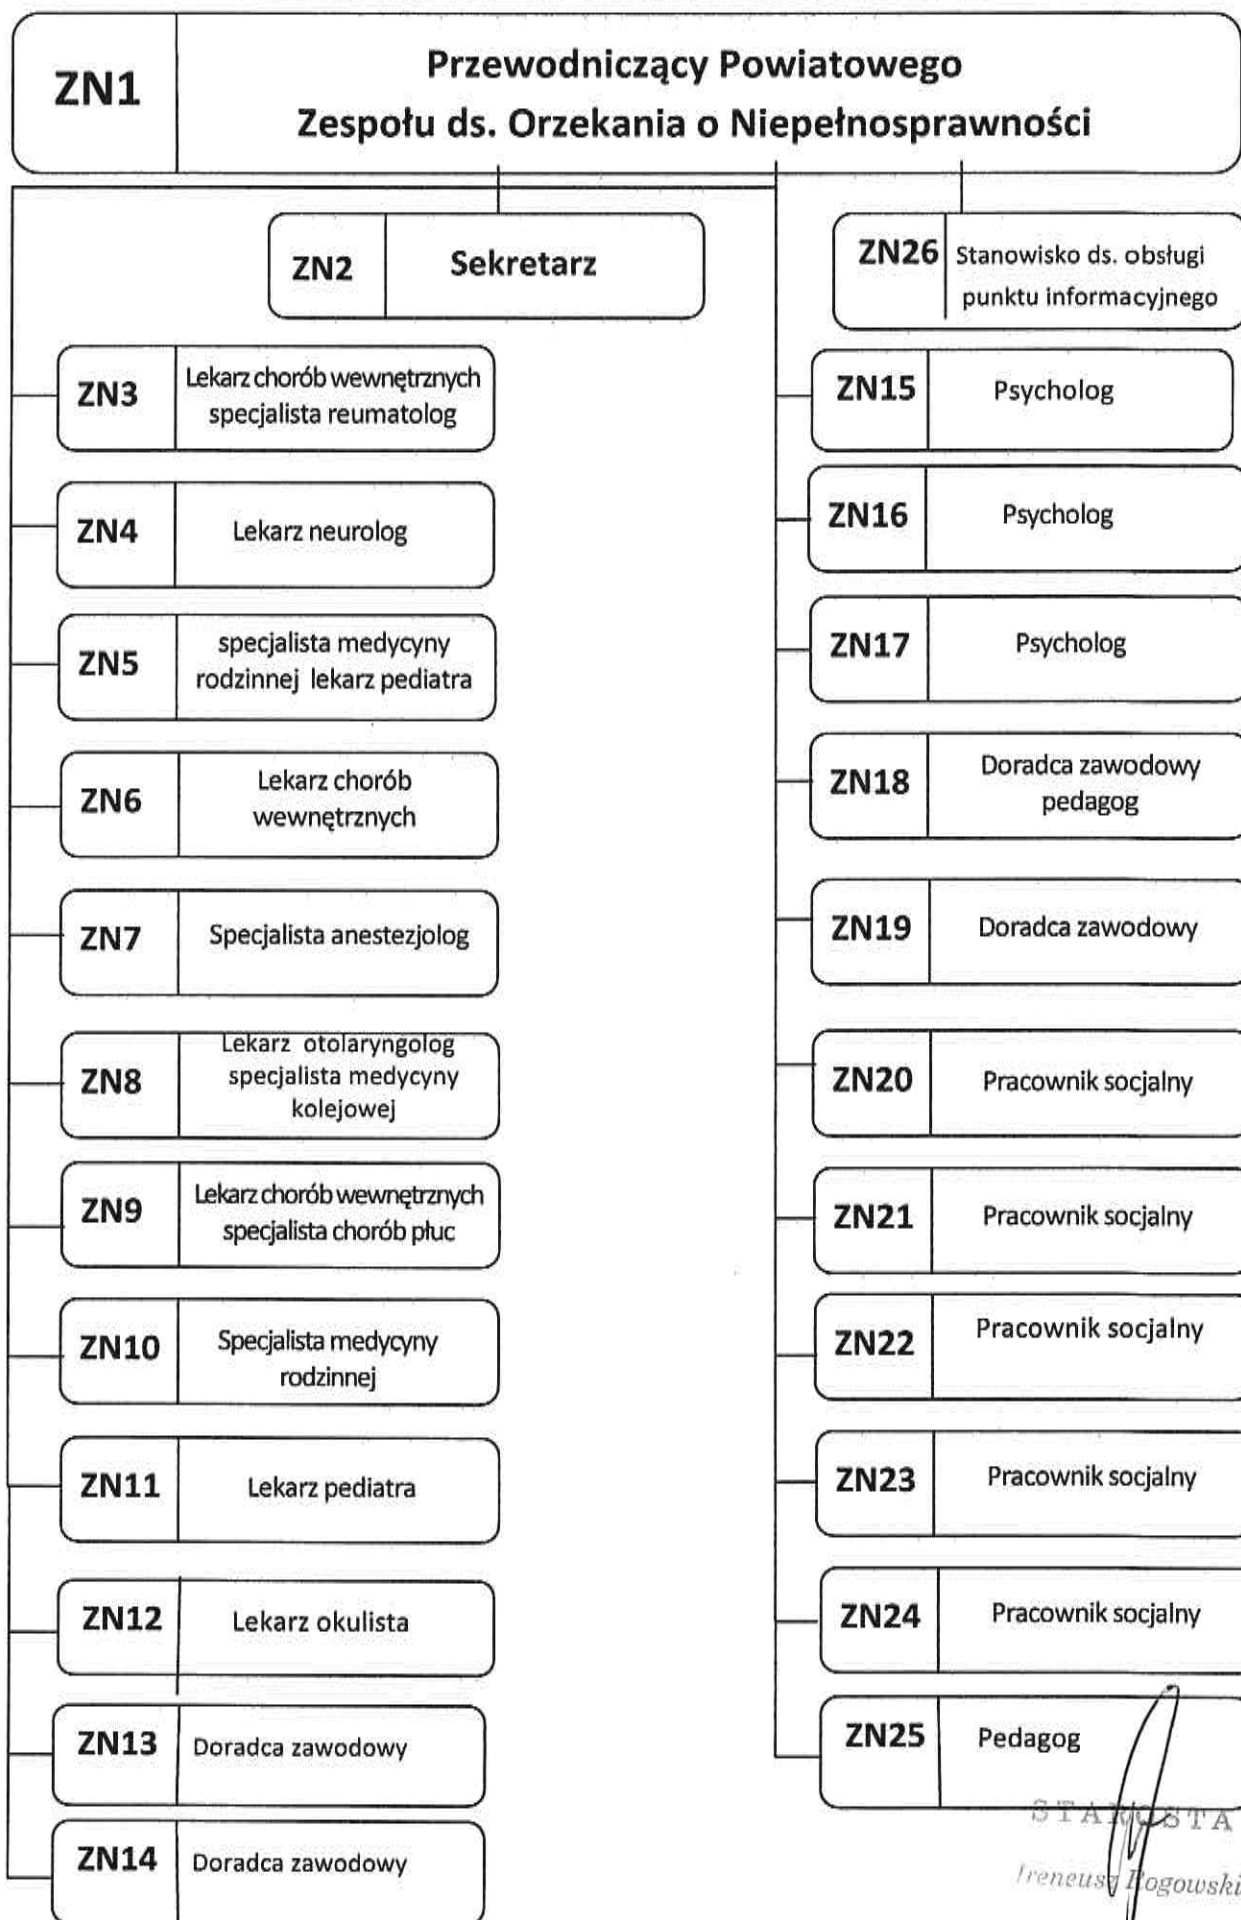 ZN1
Przewodniczący Powiatowego
Zespołu ds. Orzekania o Niepełnosprawności
ZN2
Sekretarz
ZN26
Stanowisko ds. obsługi
punktu informacyjnego
ZN3
Lekarz chorób wewnętrznych
specjalista reumatolog
ZN4
Lekarz neurolog
ZN5
specjalista medycyny
rodzinnej lekarz pediatra
ZN6
Lekarz chorób
wewnętrznych
ZN7
Specjalista anestezjolog
ZN8
Lekarz otolaryngolog
specjalista medycyny
kolejowej
ZN9
Lekarz chorób wewnętrznych
specjalista chorób płuc
ZN10
Specjalista medycyny
rodzinnej
ZN11
Lekarz pediatra
ZN12
Lekarz okulista
ZN13
Doradca zawodowy
ZN14
Doradca zawodowy
ZN15
Psycholog
ZN16
Psycholog
ZN17
Psycholog
ZN18
Doradca zawodowy
pedagog
ZN19
Doradca zawodowy
ZN20
Pracownik socjalny
ZN21
Pracownik socjalny
ZN22
Pracownik socjalny
ZN23
Pracownik socjalny
ZN24
Pracownik socjalny
ZN25
Pedagog
STAROSTA
Ireneusz Rogowski